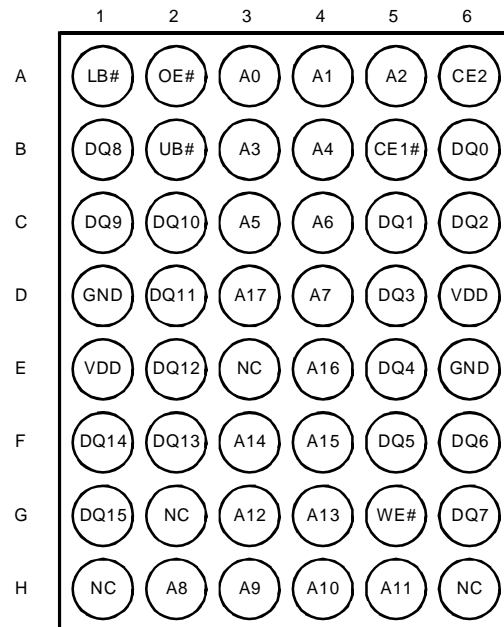 1 2 3 4 5 6
A LB# OE# A0 A1 A2 CE2
B DQ8 UB# A3 A4 CE1# DQ0
C DQ9 DQ10 A5 A6 DQ1 DQ2
D GND DQ11 A17 A7 DQ3 VDD
E VDD DQ12 NC A16 DQ4 GND
F DQ14 DQ13 A14 A15 DQ5 DQ6
G DQ15 NC A12 A13 WE# DQ7
H NC A8 A9 A10 A11 NC